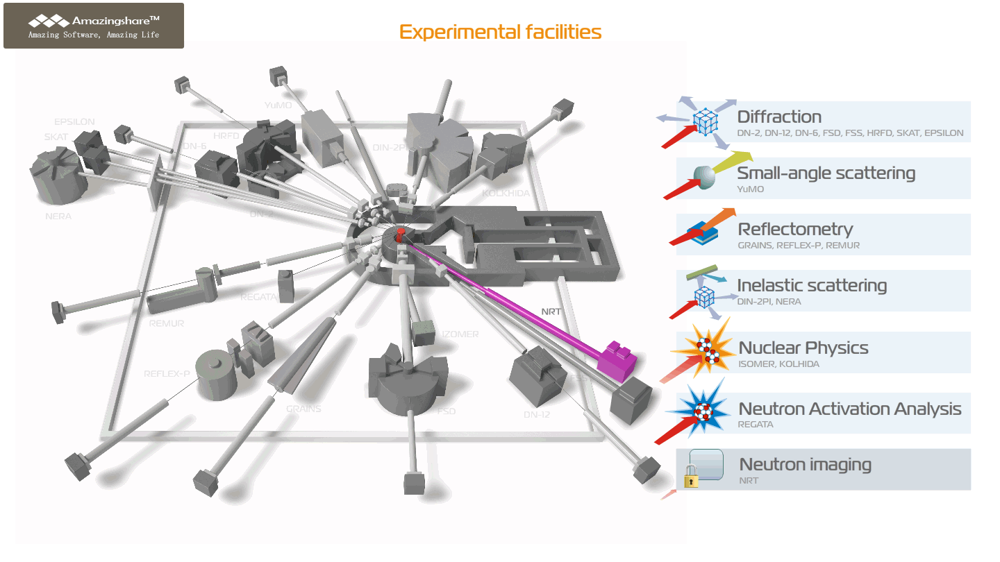 Amazingshare™
Amazing Software, Amazing Life
Experimental facilities
YuMO
EPSILON
SKAT
HRFD
DN-6
DIN-2PI
KOLKHIDA
NERA
DN-2
NRT
REGATA
REMUR
IZOMER
REFLEX-P
FSS
GRAINS
FSD
DN-12
Diffraction
DN-2, DN-12, DN-6, FSD, FSS, HRFD, SKAT, EPSILON
Small-angle scattering
YuMO
Reflectometry
GRAINS, REFLEX-P, REMUR
Inelastic scattering
DIN-2PI, NERA
Nuclear Physics
ISOMER, KOLHIDA
Neutron Activation Analysis
REGATA
Neutron imaging
NRT